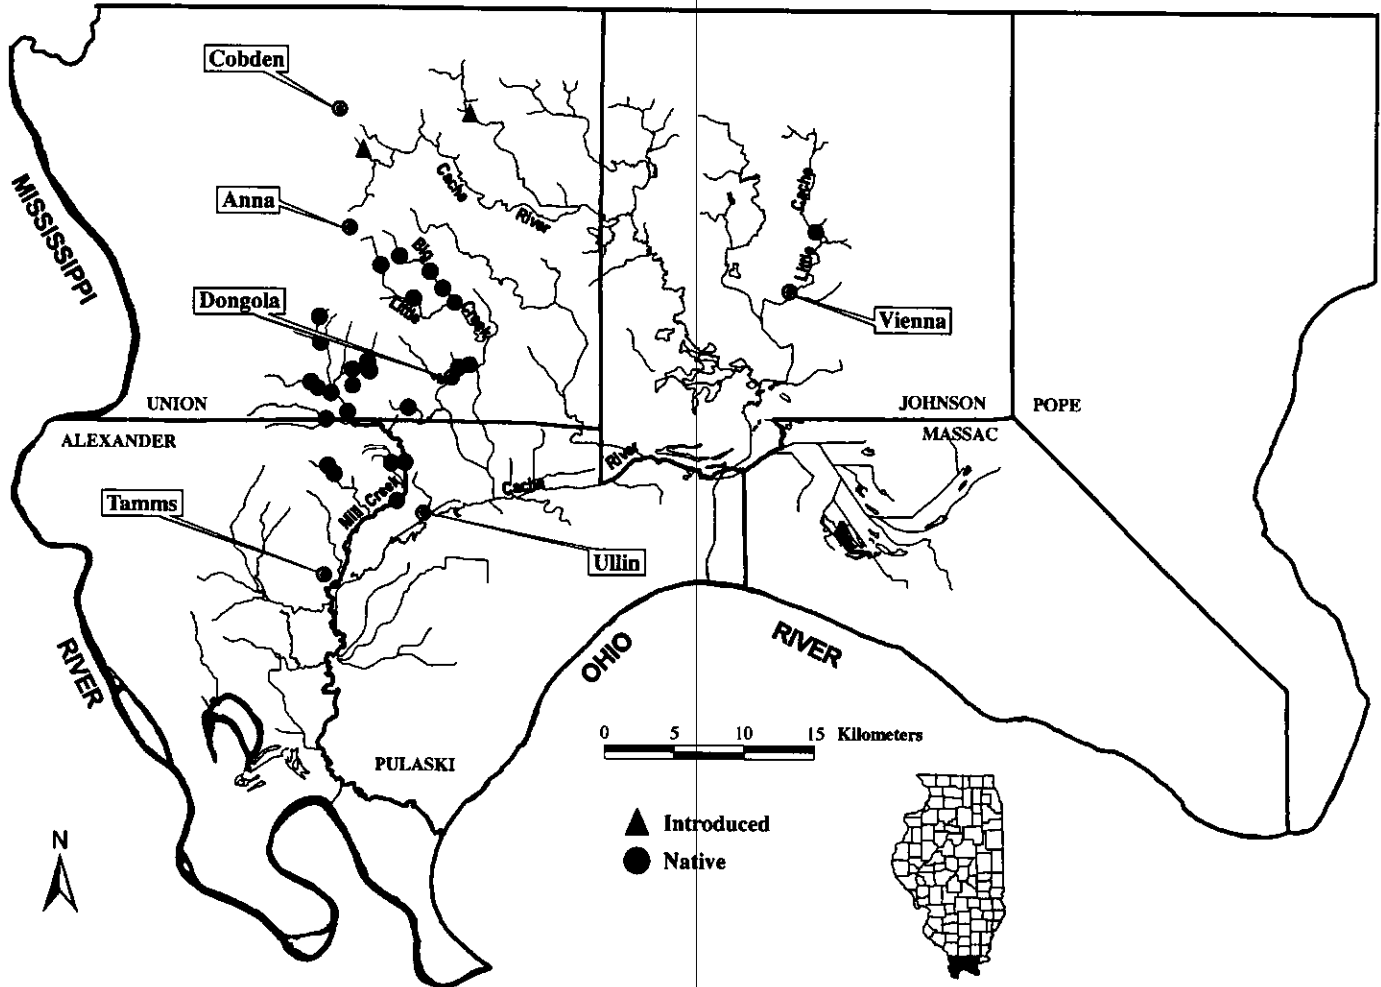 Cobden
MISSISSIPPI
Anna
Cache
River
Cache
Little
Big
Little
Creek
Dongola
Vienna
UNION
JOHNSON
POPE
ALEXANDER
MASSAC
River
Cache
Mill Creek
Tamms
Ullin
RIVER
OHIO
RIVER
0 5 10 15 Kilometers
PULASKI
Introduced
Native
N